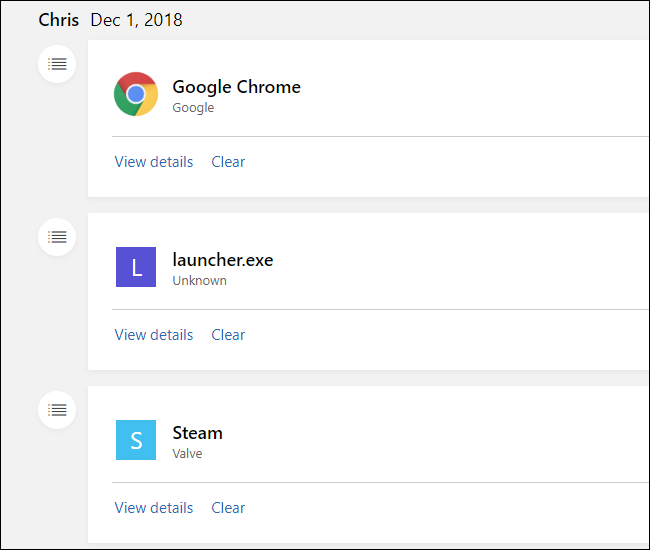 Chris Dec 1, 2018
Google Chrome
Google
View details Clear
L
launcher.exe
Unknown
View details Clear
S
Steam
Valve
View details Clear